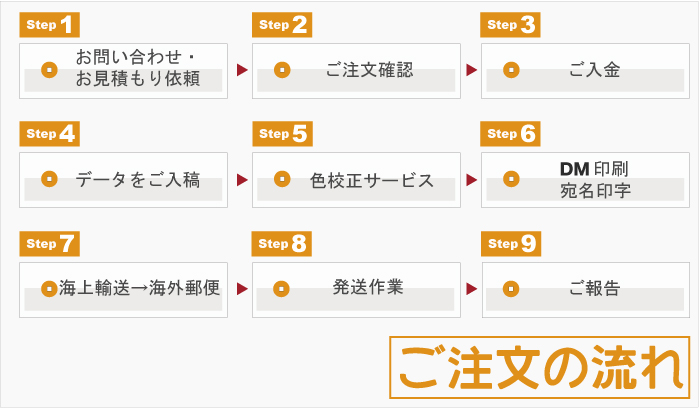 Step 1
お問い合わせ・
お見積もり依頼
Step 2
ご注文確認
Step 3
ご入金
Step 4
データをご入稿
Step 5
色校正サービス
Step 6
DM 印刷
宛名印字
Step 7
海上輸送→海外郵便
Step 8
発送作業
Step 9
ご報告
ご注文の流れ